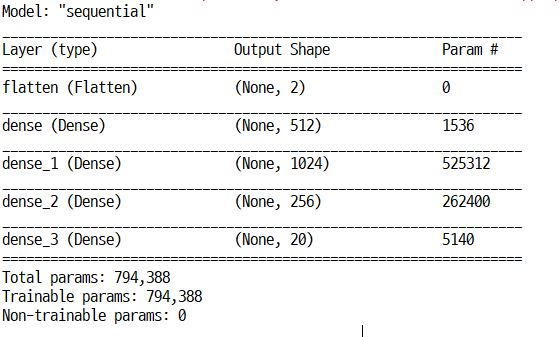 Model: "sequential"
Layer (type) Output Shape Param #
flatten (Flatten) (None, 2) 0
dense (Dense) (None, 512) 1536
dense_1 (Dense) (None, 1024) 525312
dense_2 (Dense) (None, 256) 262400
dense_3 (Dense) (None, 20) 5140
Total params: 794,388
Trainable params: 794,388
Non-trainable params: 0